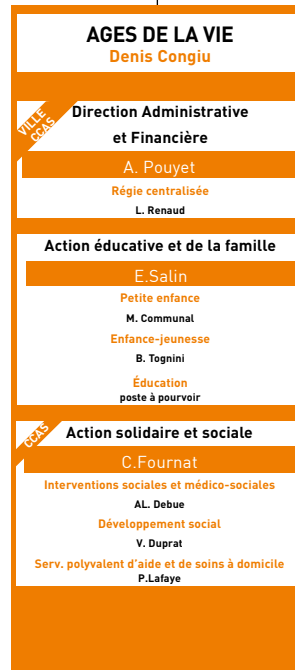 AGES DE LA VIE
Denis Congiu
VILLE
CCAS
Direction Administrative
et Financière
A. Pouyet
Régie centralisée
L. Renaud
Action éducative et de la famille
E.Salin
Petite enfance
M. Communal
Enfance-jeunesse
B. Tognini
Éducation
poste à pourvoir
CCAS
Action solidaire et sociale
C.Fournat
Interventions sociales et médico-sociales
AL. Debue
Développement social
V. Duprat
Serv. polyvalent d'aide et de soins à domicile
P.Lafaye